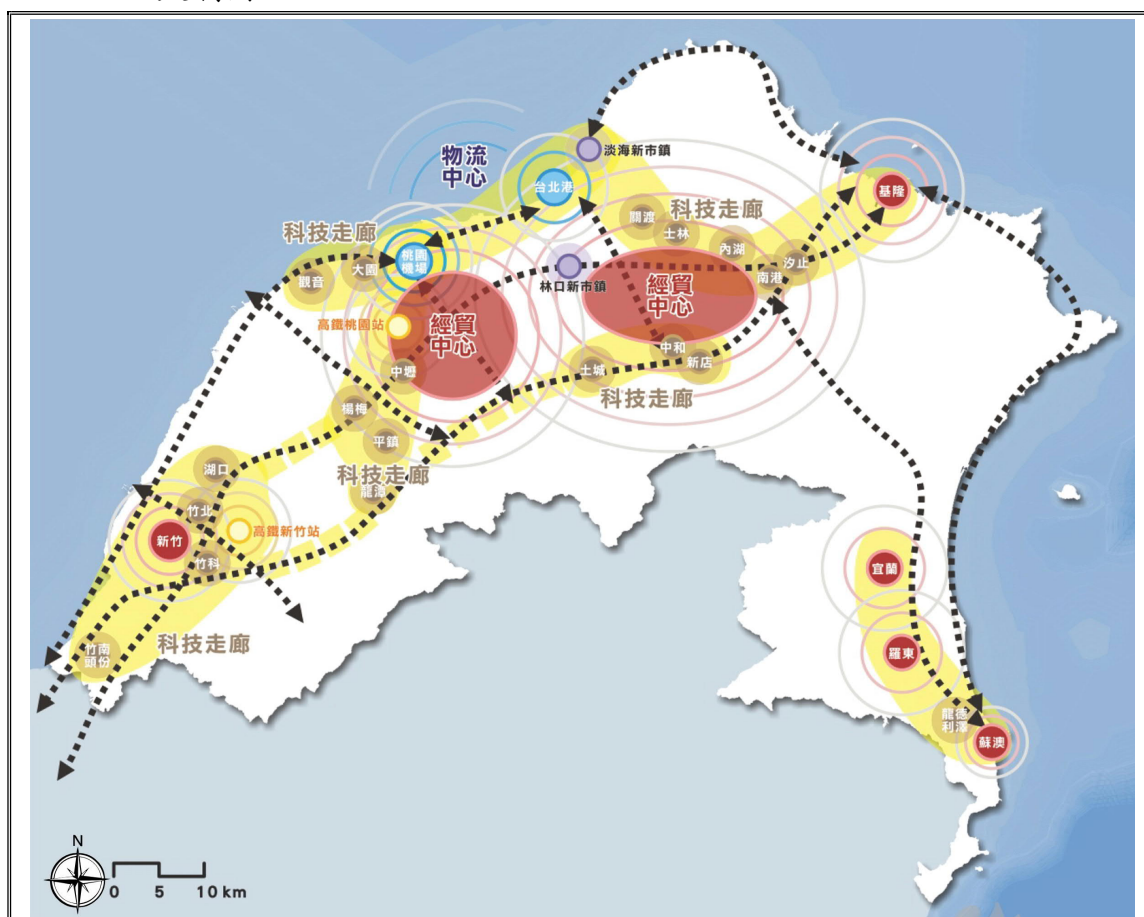 物流
中心
淡海新市鎮
台北港
基隆
關渡
科技走廊
士林
內湖
汐止
南港
科技走廊
桃園
機場
大園
觀音
林口新市鎮
經貿
中心
高鐵桃園站
經貿
中心
中和
新店
土城
科技走廊
中壢
楊梅
平鎮
科技走廊
龍潭
湖口
竹北
高鐵新竹站
新竹
竹科
科技走廊
竹南
頭份
宜蘭
羅東
龍德
利澤
蘇澳
N
0 5 10 km